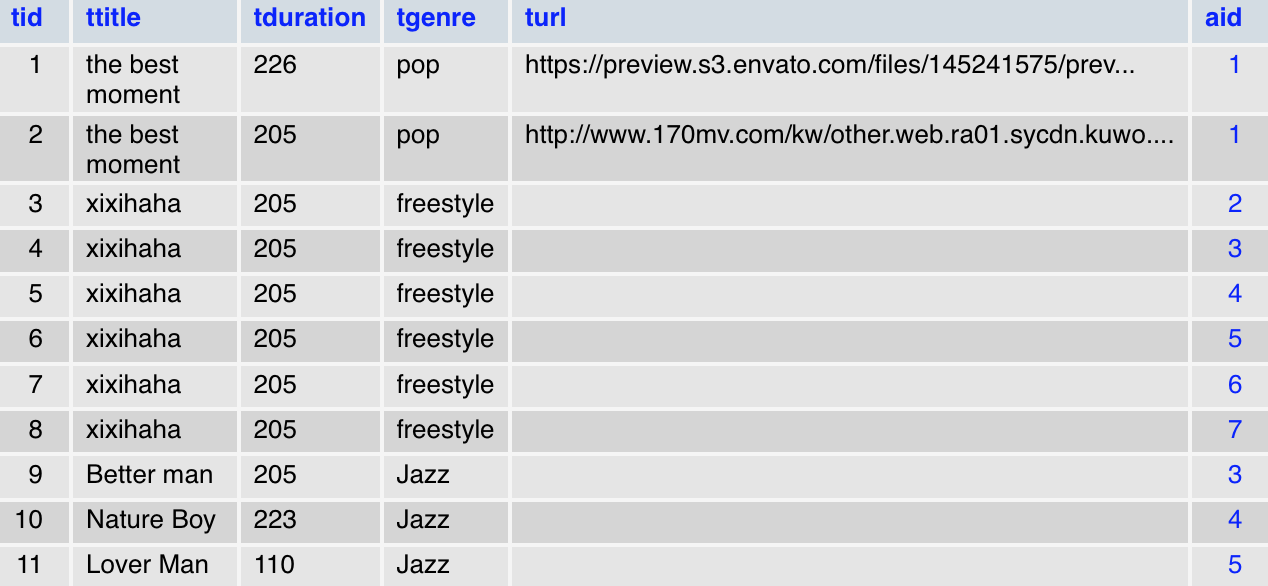 tid ttitle tduration tgenre turl aid
1 the best 226 pop https://preview.s3.envato.com/files/145241575/prev... 1
moment
2 the best 205 pop http://www.170mv.com/kw/other.web.ra01.sycdn.kuwo.... 1
moment
3 xixihaha 205 freestyle 2
4 xixihaha 205 freestyle 3
5 xixihaha 205 freestyle 4
6 xixihaha 205 freestyle 5
7 xixihaha 205 freestyle 6
8 xixihaha 205 freestyle 7
9 Better man 205 Jazz 3
10 Nature Boy 223 Jazz 4
11 Lover Man 110 Jazz 5